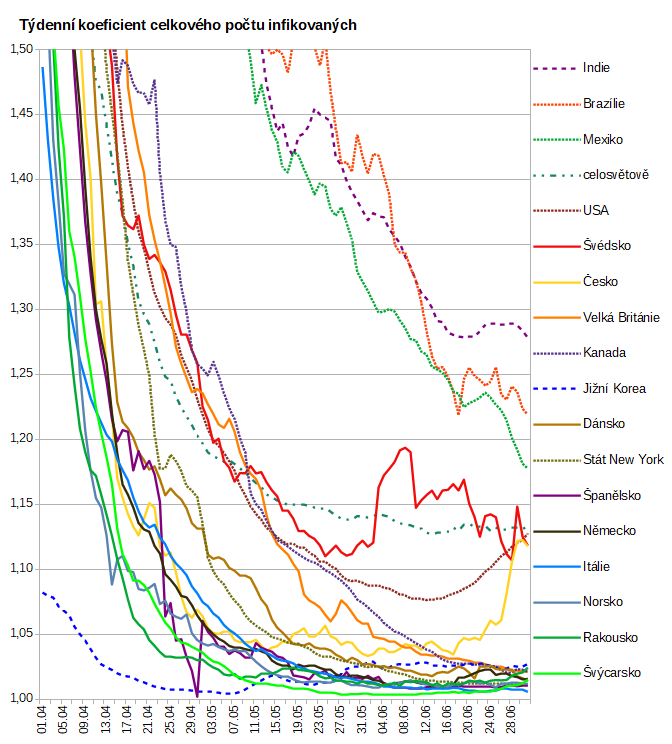 Týdenní koeficient celkového počtu infikovaných
1,50
1,45
1,40
1,35
1,30
1,25
1,20
1,15
1,10
1,05
1,00
01.04
05.04
09.04
13.04
17.04
21.04
25.04
29.04
03.05
07.05
11.05
15.05
19.05
23.05
27.05
31.05
04.06
08.06
12.06
16.06
20.06
24.06
28.06
Indie
Brazílie
Mexiko
celosvětově
USA
Švédsko
Česko
Velká Británie
Kanada
Jižní Korea
Dánsko
Stát New York
Španělsko
Německo
Itálie
Norsko
Rakousko
Švýcarsko